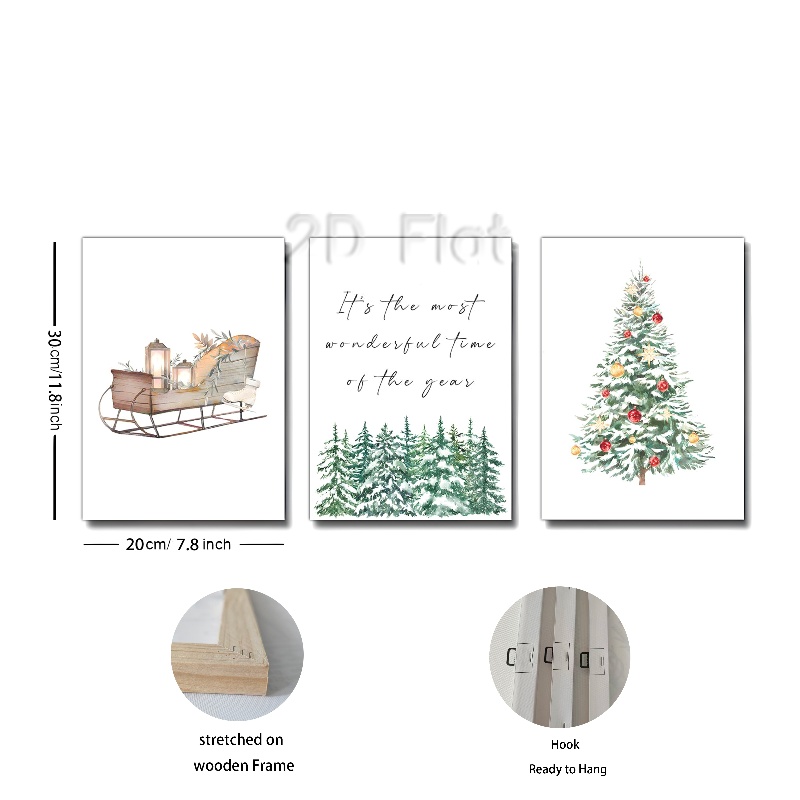 2D Flat
It's the most
wonderful time
of the year
30cm/11.8inch
20cm/ 7.8 inch
stretched on
wooden Frame
Hook
Ready to Hang